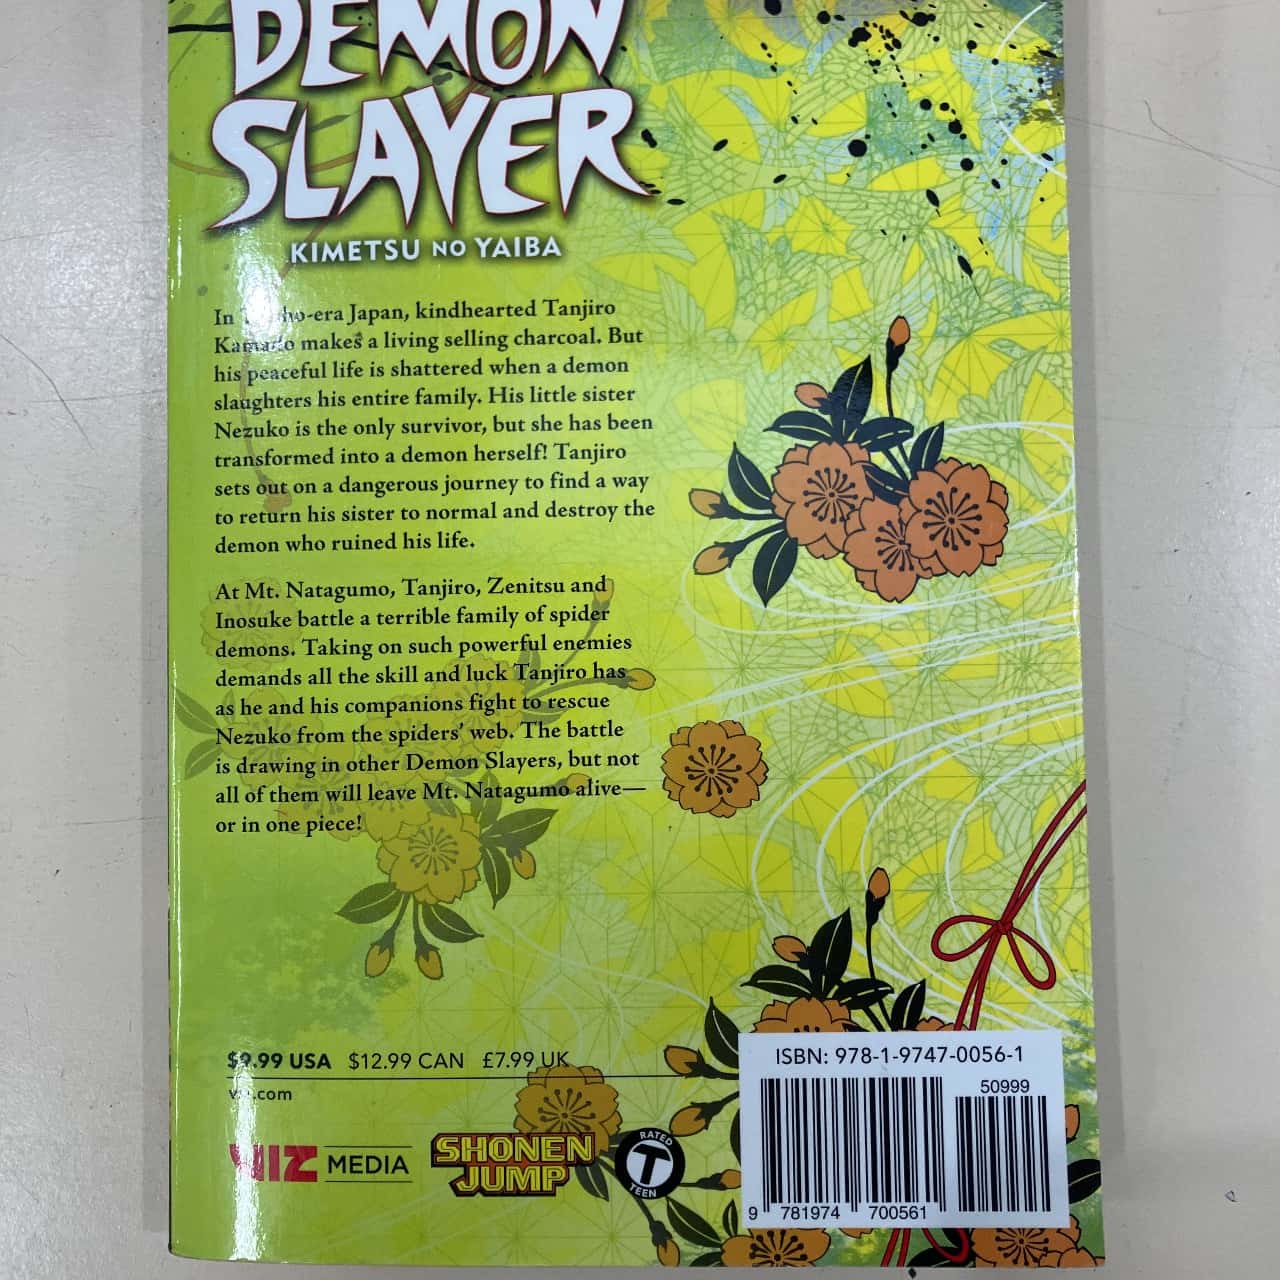 DEMON
SLAYER
KIMETSU NO YAIBA
In ho-era Japan, kindhearted Tanjiro
Kamado makes a living selling charcoal. But
his peaceful life is shattered when a demon
slaughters his entire family. His little sister
Nezuko is the only survivor, but she has been
transformed into a demon herself! Tanjiro
sets out on a dangerous journey to find a way
to return his sister to normal and destroy the
demon who ruined his life.
At Mt. Natagumo, Tanjiro, Zenitsu and
Inosuke battle a terrible family of spider
demons. Taking on such powerful enemies
demands all the skill and luck Tanjiro has
as he and his companions fight to rescue
Nezuko from the spiders' web. The battle
is drawing in other Demon Slayers, but not
all of them will leave Mt. Natagumo alive—
or in one piece!
$9.99 USA $12.99 CAN £7.99 UK
viz.com
VIZ MEDIA
SHONEN
JUMP
RATED
T
TEEN
ISBN: 978-1-9747-0056-1
50999
9 781974 700561